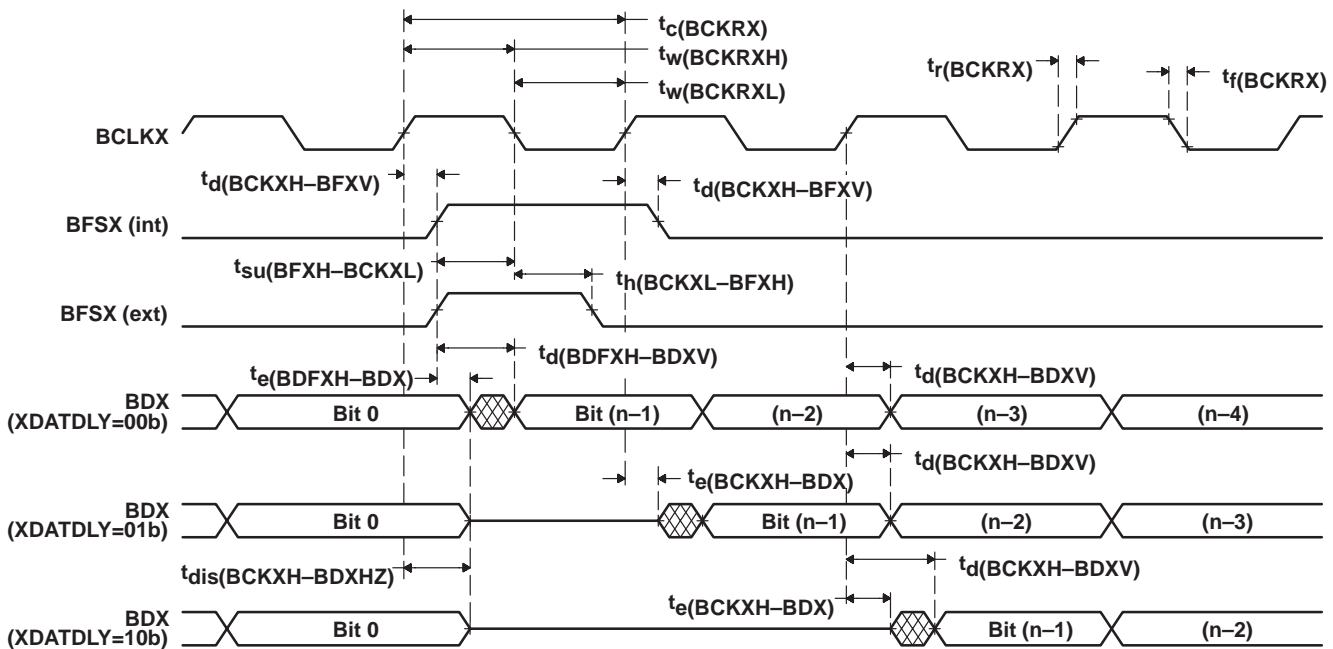 tc(BCKRX)
tw(BCKRXH)
tr(BCKRX)
tf(BCKRX)
tw(BCKRXL)
BCLKX
td(BCKXH–BFXV)
td(BCKXH–BFXV)
BFSX (int)
tsu(BFXH–BCKXL)
th(BCKXL–BFXH)
BFSX (ext)
td(BDFXH–BDXV)
te(BDFXH–BDX)
td(BCKXH–BDXV)
BDX
(XDATDLY=00b)
Bit 0
Bit (n–1)
(n–2)
(n–3)
(n–4)
td(BCKXH–BDXV)
te(BCKXH–BDX)
BDX
(XDATDLY=01b)
Bit 0
Bit (n–1)
(n–2)
(n–3)
tdis(BCKXH–BDXHZ)
td(BCKXH–BDXV)
te(BCKXH–BDX)
BDX
(XDATDLY=10b)
Bit 0
Bit (n–1)
(n–2)